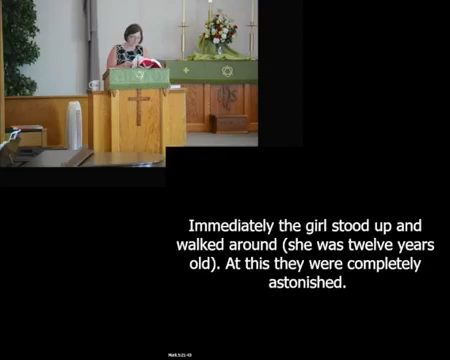 Immediately the girl stood up and
walked around (she was twelve years
old). At this they were completely
astonished.
Mark 5:21-43